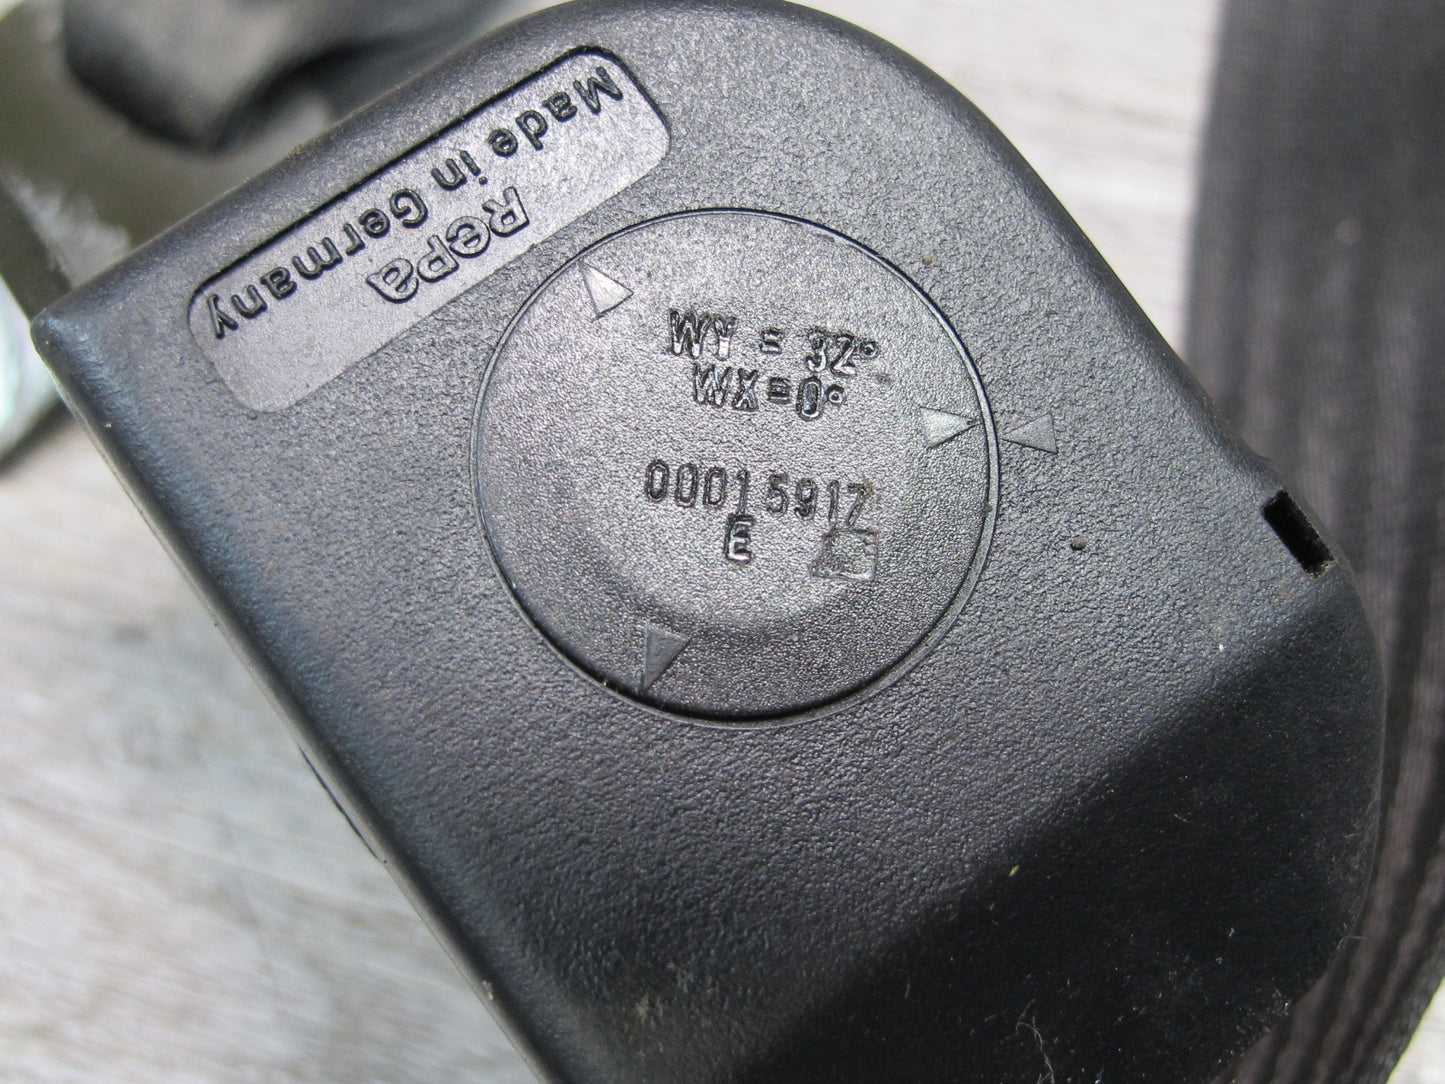 RepA
Made in Germany
WY = 32°
WX=0°
00015917
E